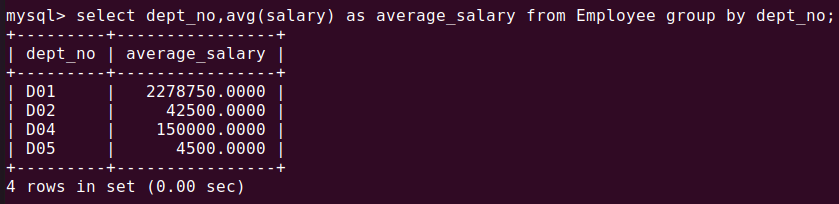 mysql> select dept_no,avg(salary) as average_salary from Employee group by dept_no;
+---------+----------------+
| dept_no | average_salary |
+---------+----------------+
| D01     |   2278750.0000 |
| D02     |     42500.0000 |
| D04     |    150000.0000 |
| D05     |      4500.0000 |
+---------+----------------+
4 rows in set (0.00 sec)